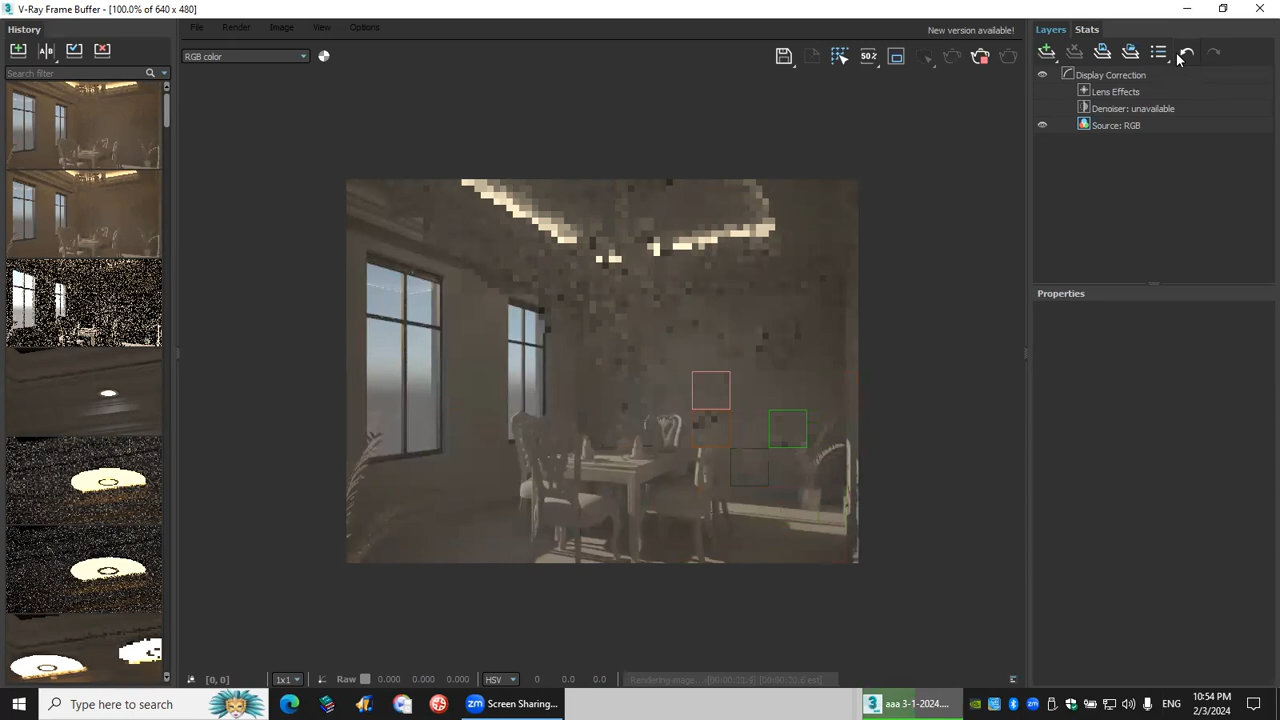 V-Ray Frame Buffer - [100.0% of 640 x 480]
History
File Render Image View Options
New version available!
Layers Stats
RGB color
50%
Search filter
Display Correction
Lens Effects
Denoiser: unavailable
Source: RGB
Properties
[0, 0]
1x1
Raw 0.000 0.000 0.000
HSV
0 0.0 0.0
Rendering image...
Type here to search
Screen Sharing...
aaa 3-1-2024....
ENG
10:54 PM
2/3/2024